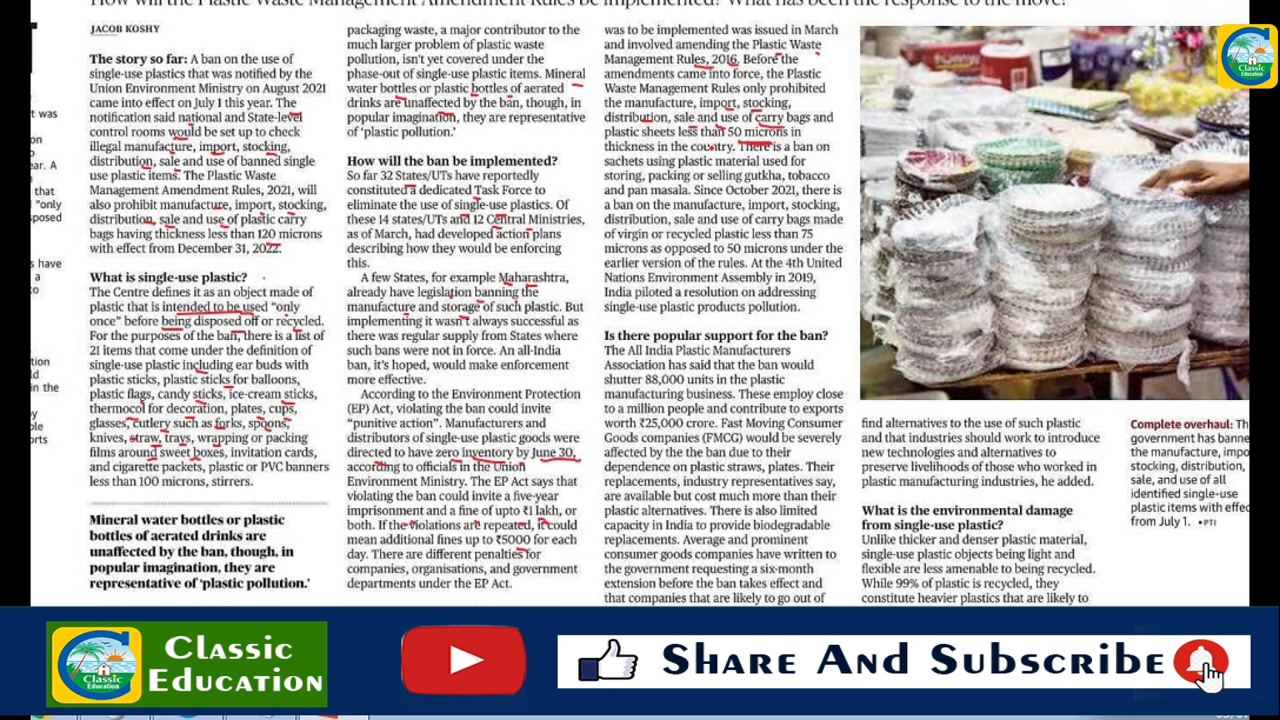 How will the Plastic Waste Management Amendment Rules be implemented? What has been the response to the move?
JACOB KOSHY
The story so far: A ban on the use of
single-use plastics that was notified by the
Union Environment Ministry on August 2021
came into effect on July 1 this year. The
notification said national and State-level
control rooms would be set up to check
illegal manufacture, import, stocking,
distribution, sale and use of banned single
use plastic items. The Plastic Waste
Management Amendment Rules, 2021, will
also prohibit manufacture, import, stocking,
distribution, sale and use of plastic carry
bags having thickness less than 120 microns
with effect from December 31, 2022.
What is single-use plastic?
The Centre defines it as an object made of
plastic that is intended to be used “only
once” before being disposed off or recycled.
For the purposes of the ban, there is a list of
21 items that come under the definition of
single-use plastic including ear buds with
plastic sticks, plastic sticks for balloons,
plastic flags, candy sticks, ice-cream sticks,
thermocol for decoration, plates, cups,
glasses, cutlery such as forks, spoons,
knives, straw, trays, wrapping or packing
films around sweet boxes, invitation cards,
and cigarette packets, plastic or PVC banners
less than 100 microns, stirrers.
Mineral water bottles or plastic
bottles of aerated drinks are
unaffected by the ban, though, in
popular imagination, they are
representative of ‘plastic pollution.’
packaging waste, a major contributor to the
much larger problem of plastic waste
pollution, isn’t yet covered under the
phase-out of single-use plastic items. Mineral
water bottles or plastic bottles of aerated
drinks are unaffected by the ban, though, in
popular imagination, they are representative
of ‘plastic pollution.’
How will the ban be implemented?
So far 32 States/UTs have reportedly
constituted a dedicated Task Force to
eliminate the use of single-use plastics. Of
these 14 states/UTs and 12 Central Ministries,
as of March, had developed action plans
describing how they would be enforcing
this.
A few States, for example Maharashtra,
already have legislation banning the
manufacture and storage of such plastic. But
implementing it wasn’t always successful as
there was regular supply from States where
such bans were not in force. An all-India
ban, it’s hoped, would make enforcement
more effective.
According to the Environment Protection
(EP) Act, violating the ban could invite
“punitive action”. Manufacturers and
distributors of single-use plastic goods were
directed to have zero inventory by June 30,
according to officials in the Union
Environment Ministry. The EP Act says that
violating the ban could invite a five-year
imprisonment and a fine of upto ₹1 lakh, or
both. If the violations are repeated, it could
mean additional fines up to ₹5000 for each
day. There are different penalties for
companies, organisations, and government
departments under the EP Act.
was to be implemented was issued in March
and involved amending the Plastic Waste
Management Rules, 2016. Before the
amendments came into force, the Plastic
Waste Management Rules only prohibited
the manufacture, import, stocking,
distribution, sale and use of carry bags and
plastic sheets less than 50 microns in
thickness in the country. There is a ban on
sachets using plastic material used for
storing, packing or selling gutkha, tobacco
and pan masala. Since October 2021, there is
a ban on the manufacture, import, stocking,
distribution, sale and use of carry bags made
of virgin or recycled plastic less than 75
microns as opposed to 50 microns under the
earlier version of the rules. At the 4th United
Nations Environment Assembly in 2019,
India piloted a resolution on addressing
single-use plastic products pollution.
Is there popular support for the ban?
The All India Plastic Manufacturers
Association has said that the ban would
shutter 88,000 units in the plastic
manufacturing business. These employ close
to a million people and contribute to exports
worth ₹25,000 crore. Fast Moving Consumer
Goods companies (FMCG) would be severely
affected by the the ban due to their
dependence on plastic straws, plates. Their
replacements, industry representatives say,
are available but cost much more than their
plastic alternatives. There is also limited
capacity in India to provide biodegradable
replacements. Average and prominent
consumer goods companies have written to
the government requesting a six-month
extension before the ban takes effect and
that companies that are likely to go out of
find alternatives to the use of such plastic
and that industries should work to introduce
new technologies and alternatives to
preserve livelihoods of those who worked in
plastic manufacturing industries, he added.
What is the environmental damage
from single-use plastic?
Unlike thicker and denser plastic material,
single-use plastic objects being light and
flexible are less amenable to being recycled.
While 99% of plastic is recycled, they
constitute heavier plastics that are likely to
Complete overhaul: Th
government has banne
the manufacture, impo
stocking, distribution,
sale, and use of all
identified single-use
plastic items with effec
from July 1. • PTI
Classic
Education
Classic
Education
Classic
Education
Share And Subscribe